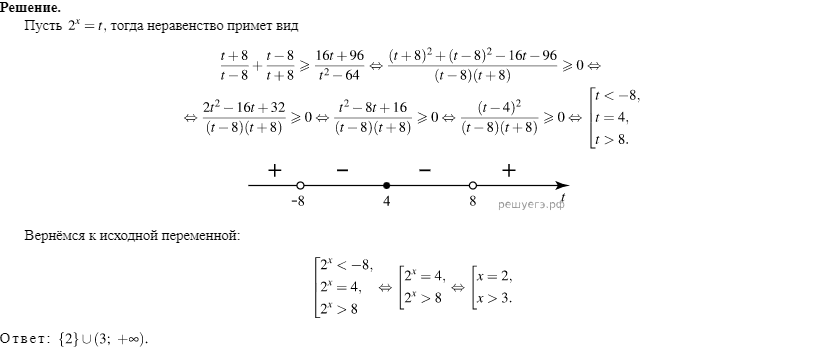 Решение.
Пусть 2^x = t, тогда неравенство примет вид
(t+8)/(t−8) + (t−8)/(t+8) ⩾ (16t+96)/(t²−64) ⇔ ((t+8)²+(t−8)²−16t−96)/((t−8)(t+8)) ⩾ 0 ⇔
⇔ (2t²−16t+32)/((t−8)(t+8)) ⩾ 0 ⇔ (t²−8t+16)/((t−8)(t+8)) ⩾ 0 ⇔ (t−4)²/((t−8)(t+8)) ⩾ 0 ⇔ [t < −8, t = 4, t > 8.
+ − − +
-8 4 8 t
решуегэ.рф
Вернёмся к исходной переменной:
[2^x < −8, 2^x = 4, 2^x > 8 ⇔ [2^x = 4, 2^x > 8 ⇔ [x = 2, x > 3.
Ответ: {2} ∪ (3; +∞).